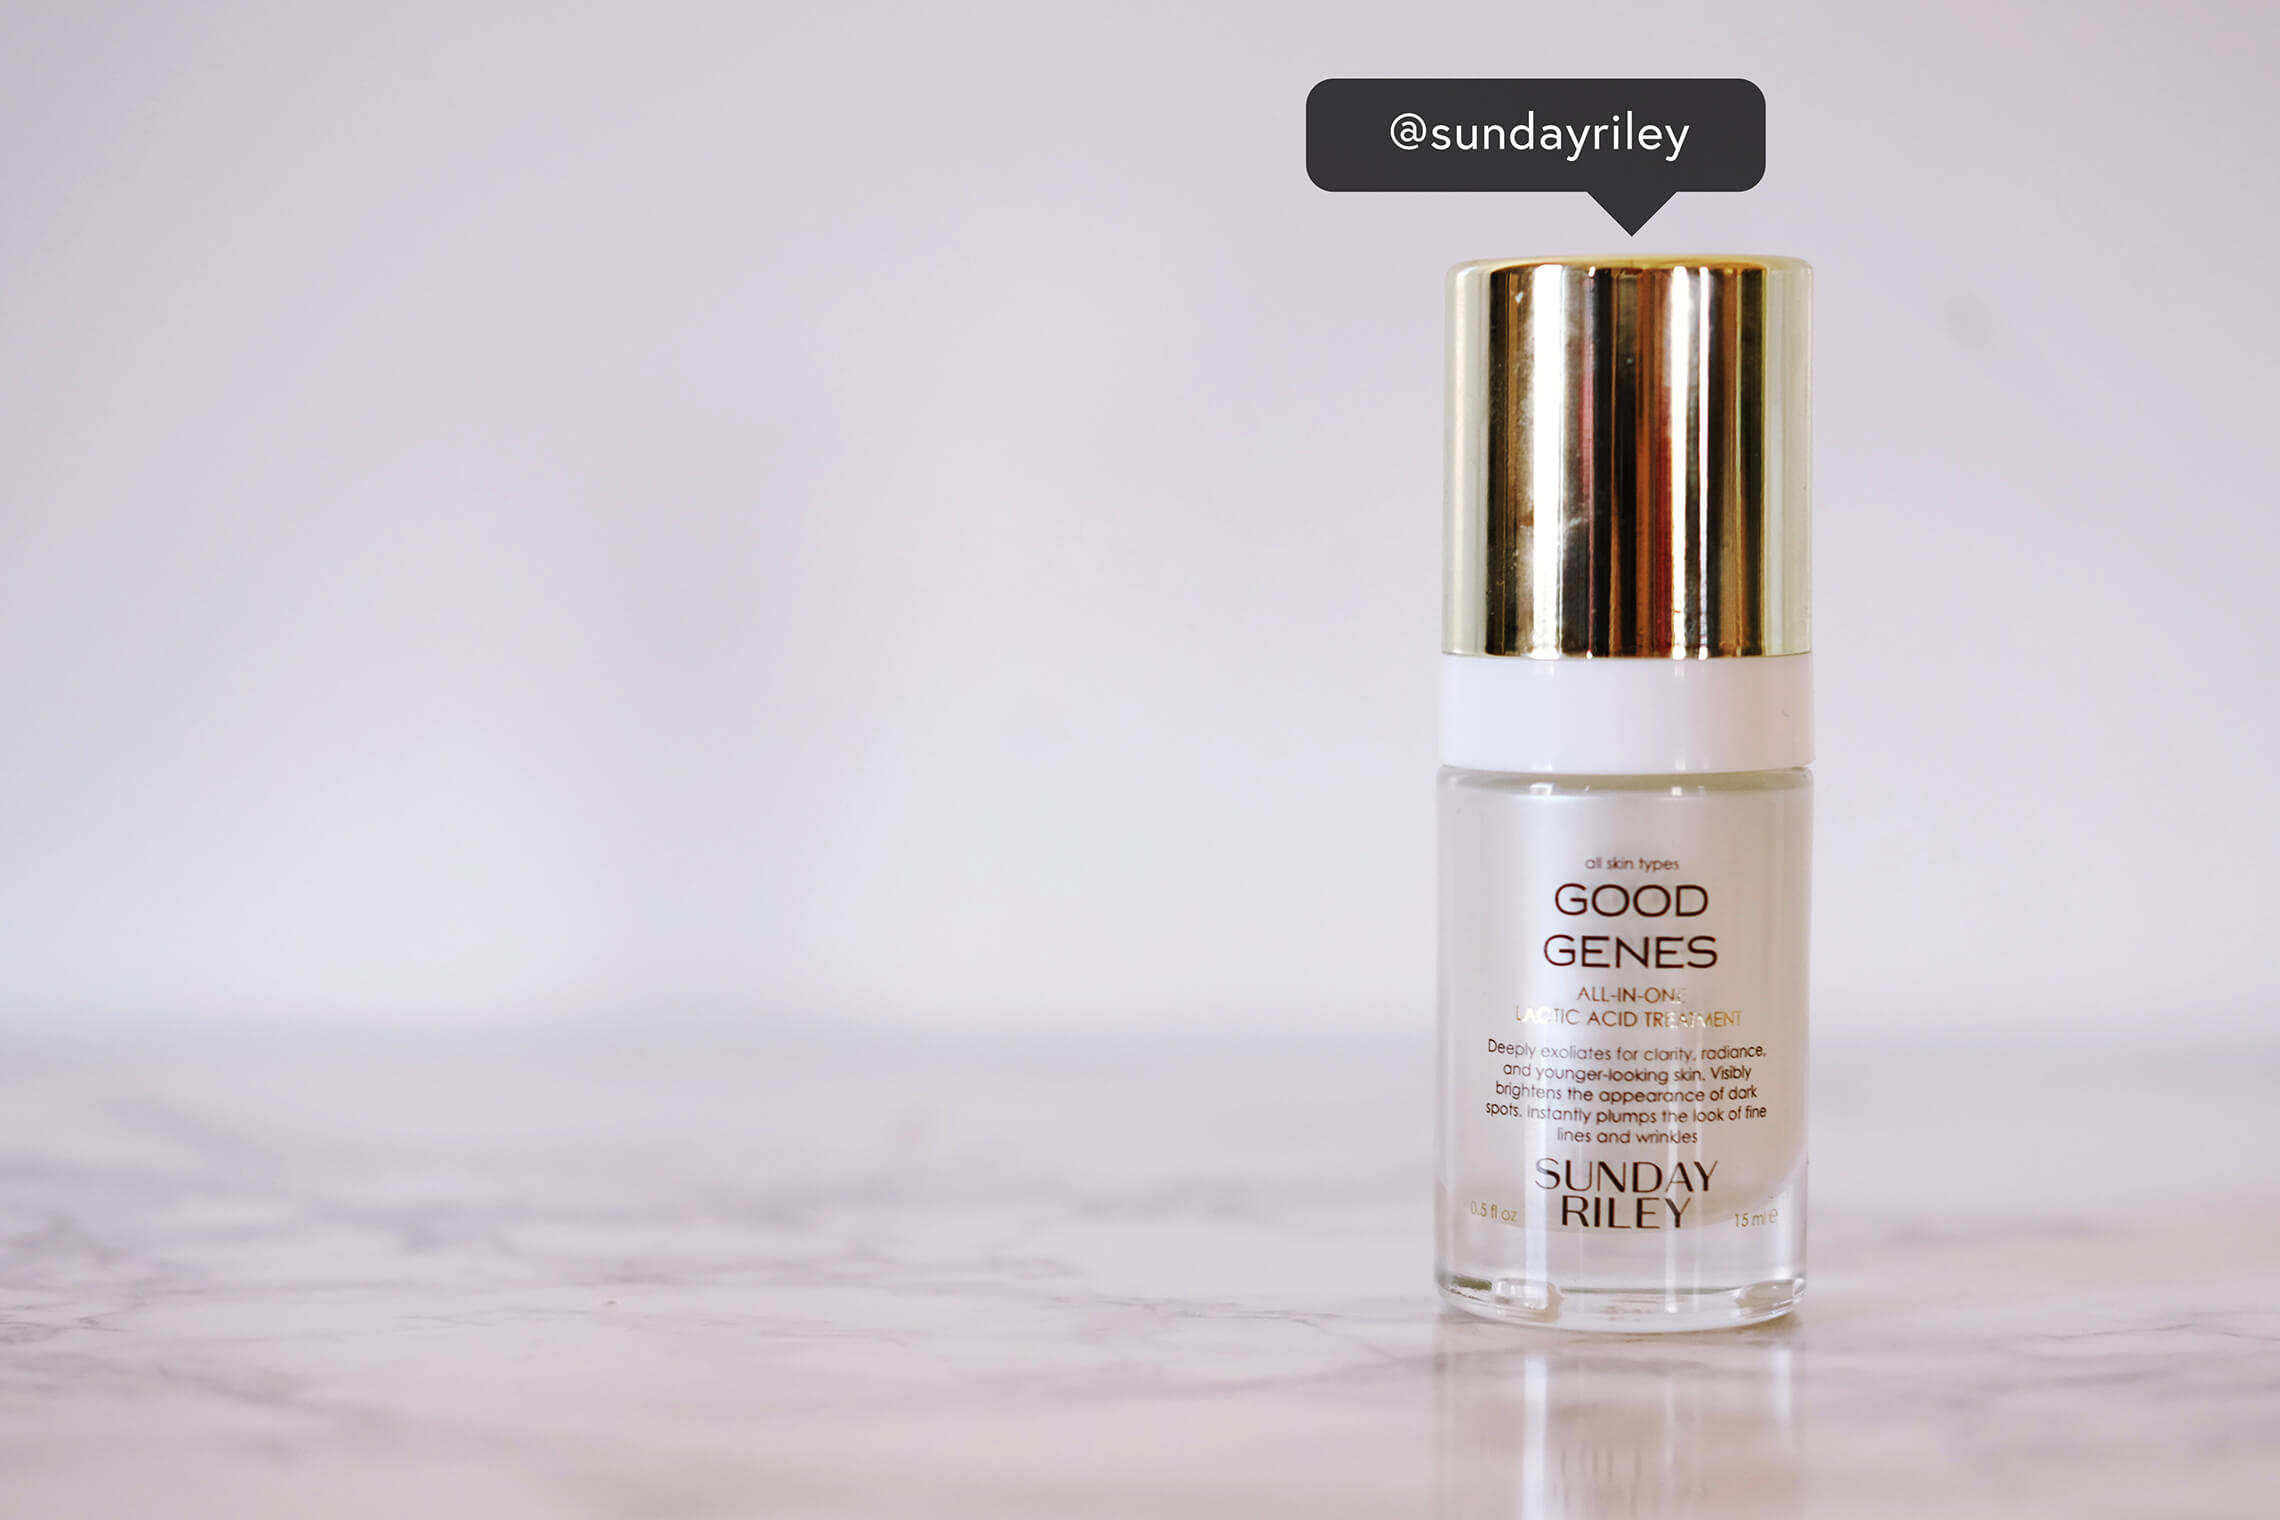 @sundayriley
all skin types
GOOD
GENES
ALL-IN-ONE
LACTIC ACID TREATMENT
Deeply exoliates for clarity, radiance,
and younger-looking skin. Visibly
brightens the appearance of dark
spots. Instantly plumps the look of fine
lines and wrinkles
SUNDAY
RILEY
0.5 fl oz
15 ml e